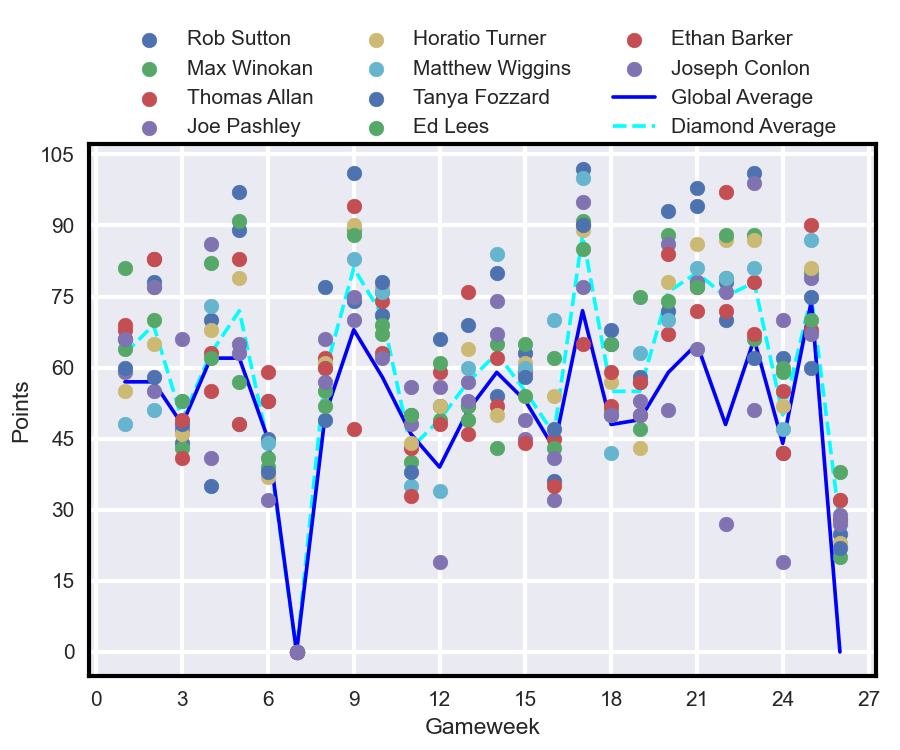 Rob Sutton Horatio Turner Ethan Barker
Max Winokan Matthew Wiggins Joseph Conlon
Thomas Allan Tanya Fozzard Global Average
Joe Pashley Ed Lees Diamond Average
105
90
75
60
45
30
15
0
Points
0 3 6 9 12 15 18 21 24 27
Gameweek